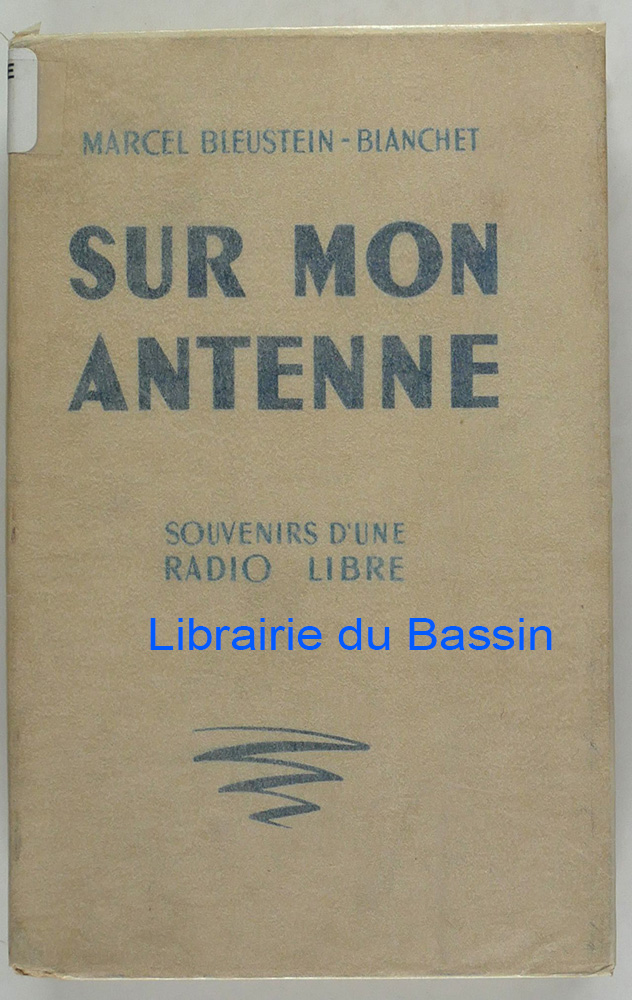 E
MARCEL BLEUSTEIN-BLANCHET
SUR MON
ANTENNE
SOUVENIRS D'UNE
RADIO LIBRE
Librairie du Bassin